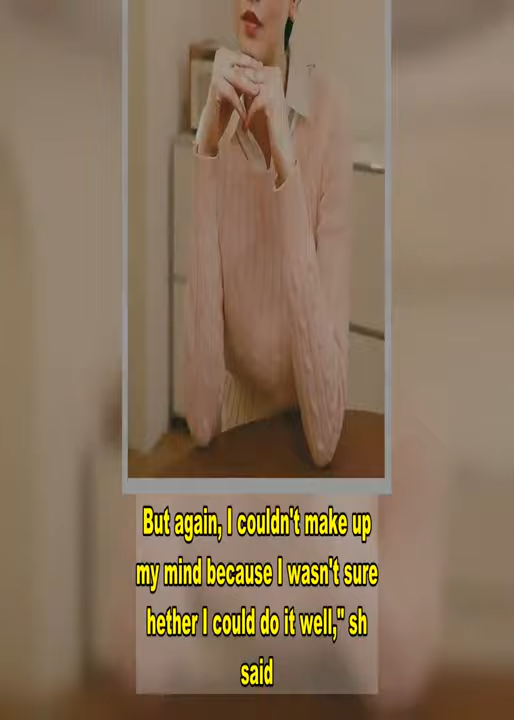 But again, I couldn't make up
my mind because I wasn't sure
hether I could do it well," sh
said